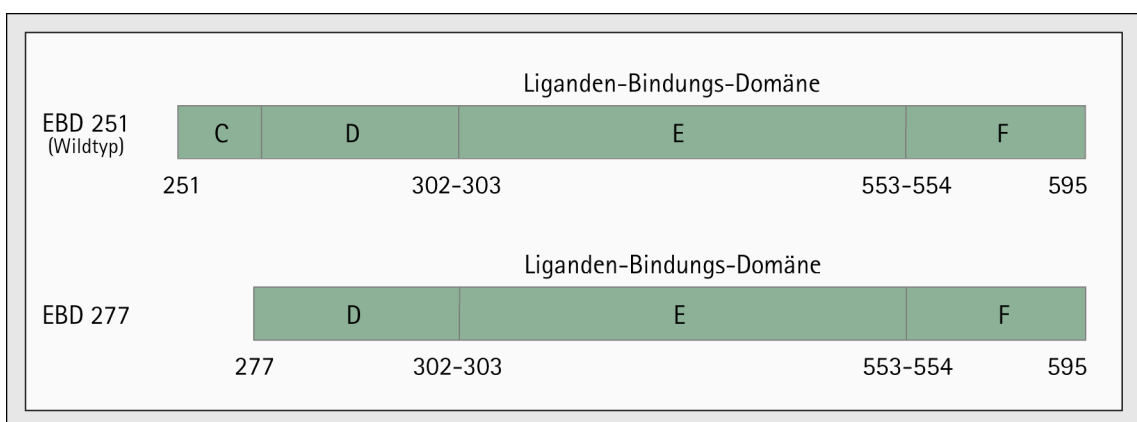 Liganden-Bindungs-Domäne
EBD 251
(Wildtyp)
C D E F
251 302-303 553-554 595
Liganden-Bindungs-Domäne
EBD 277
D E F
277 302-303 553-554 595